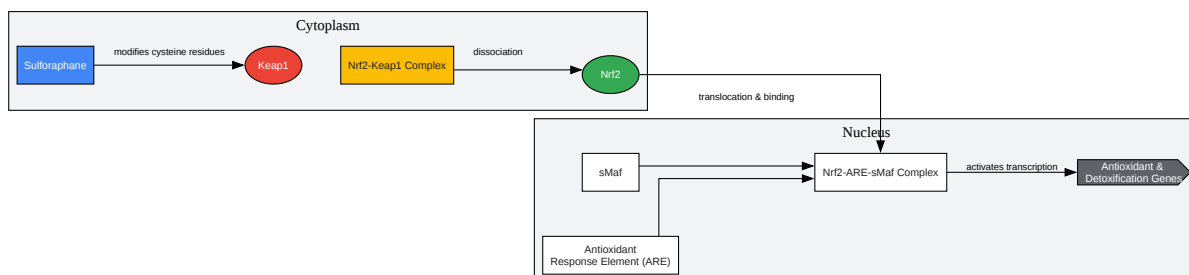 Cytoplasm
Sulforaphane
modifies cysteine residues
Keap1
Nrf2-Keap1 Complex
dissociation
Nrf2
translocation & binding
Nucleus
sMaf
Nrf2-ARE-sMaf Complex
activates transcription
Antioxidant &
Detoxification Genes
Antioxidant
Response Element (ARE)